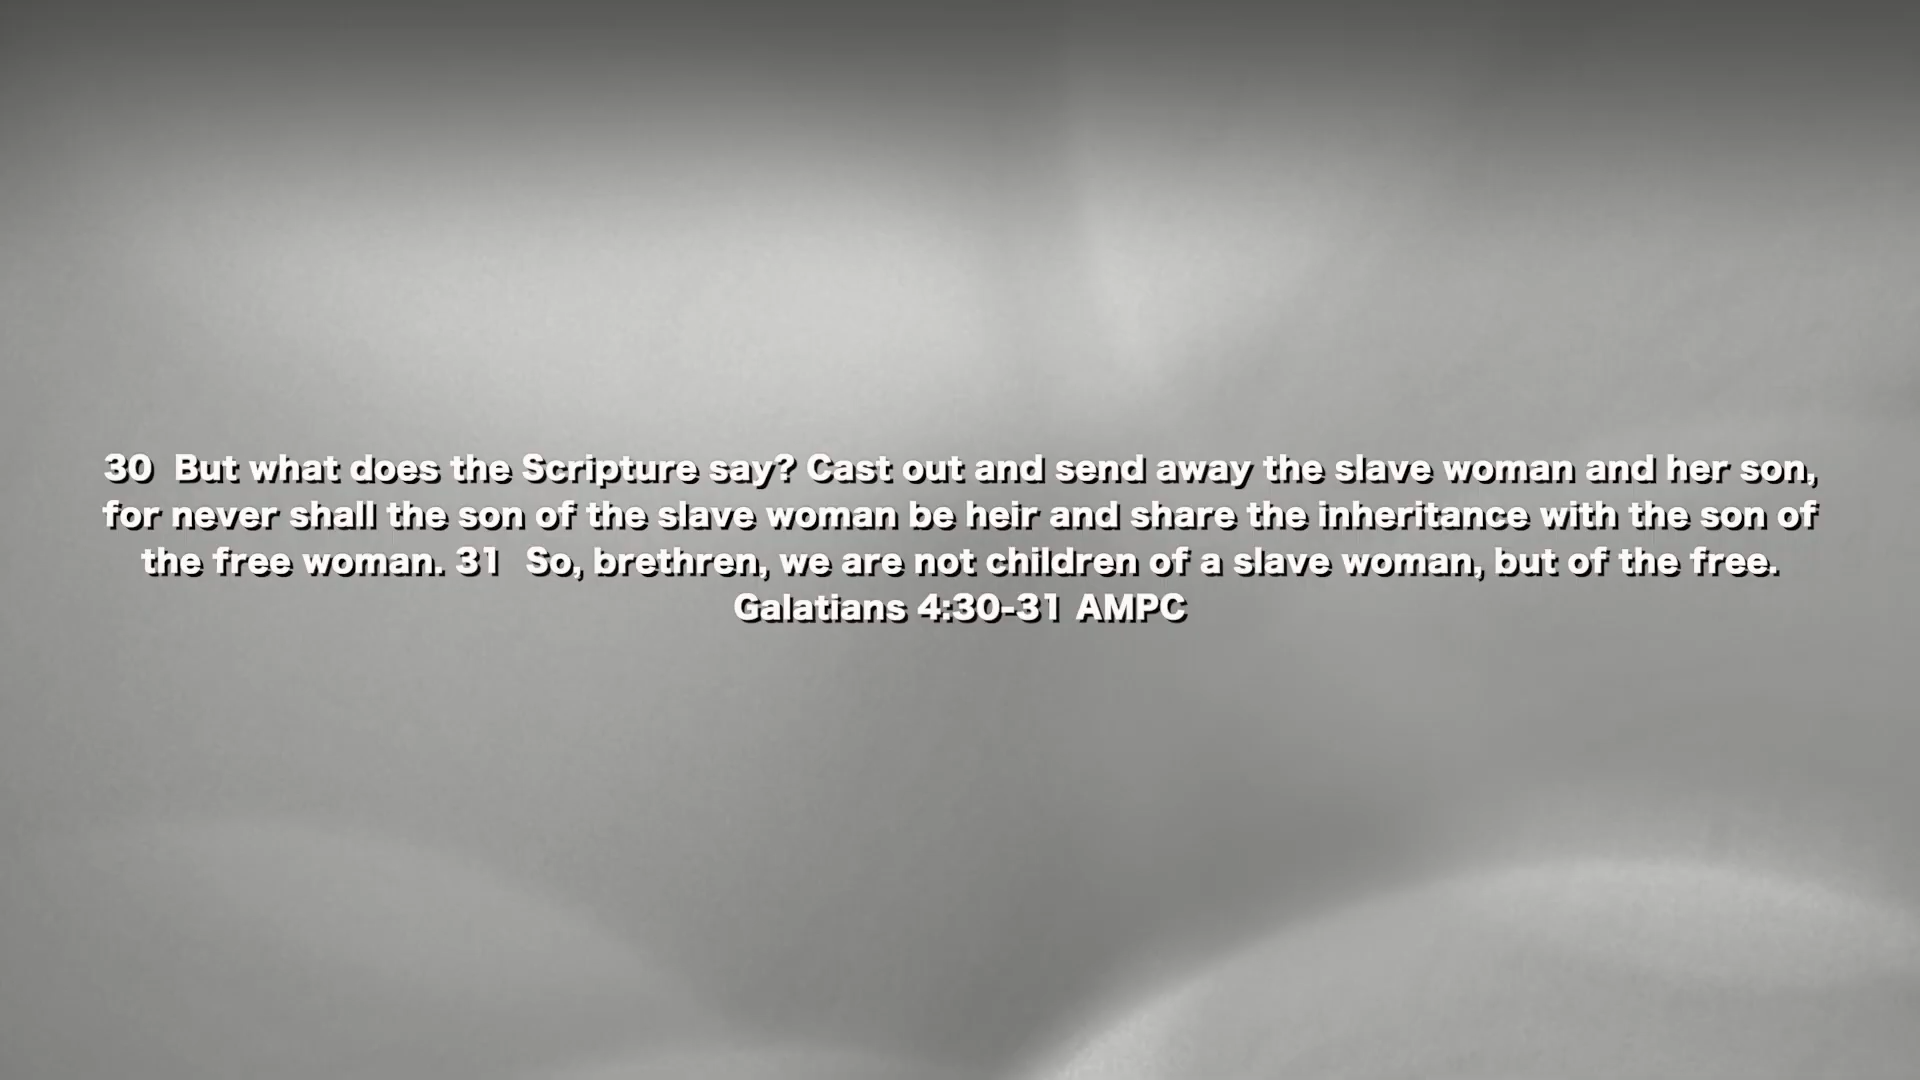 30  But what does the Scripture say? Cast out and send away the slave woman and her son,
for never shall the son of the slave woman be heir and share the inheritance with the son of
the free woman. 31  So, brethren, we are not children of a slave woman, but of the free.
Galatians 4:30-31 AMPC